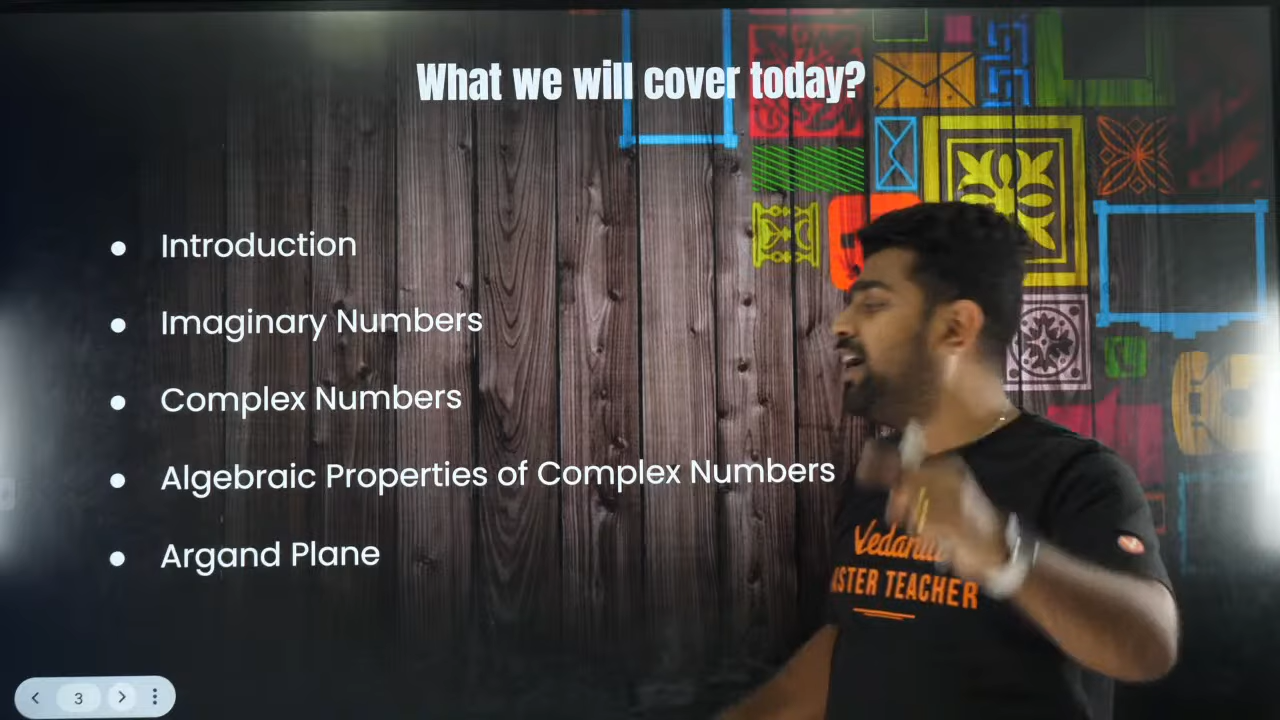 What we will cover today?
Introduction
Imaginary Numbers
Complex Numbers
Algebraic Properties of Complex Numbers
Argand Plane
TEACHER
3